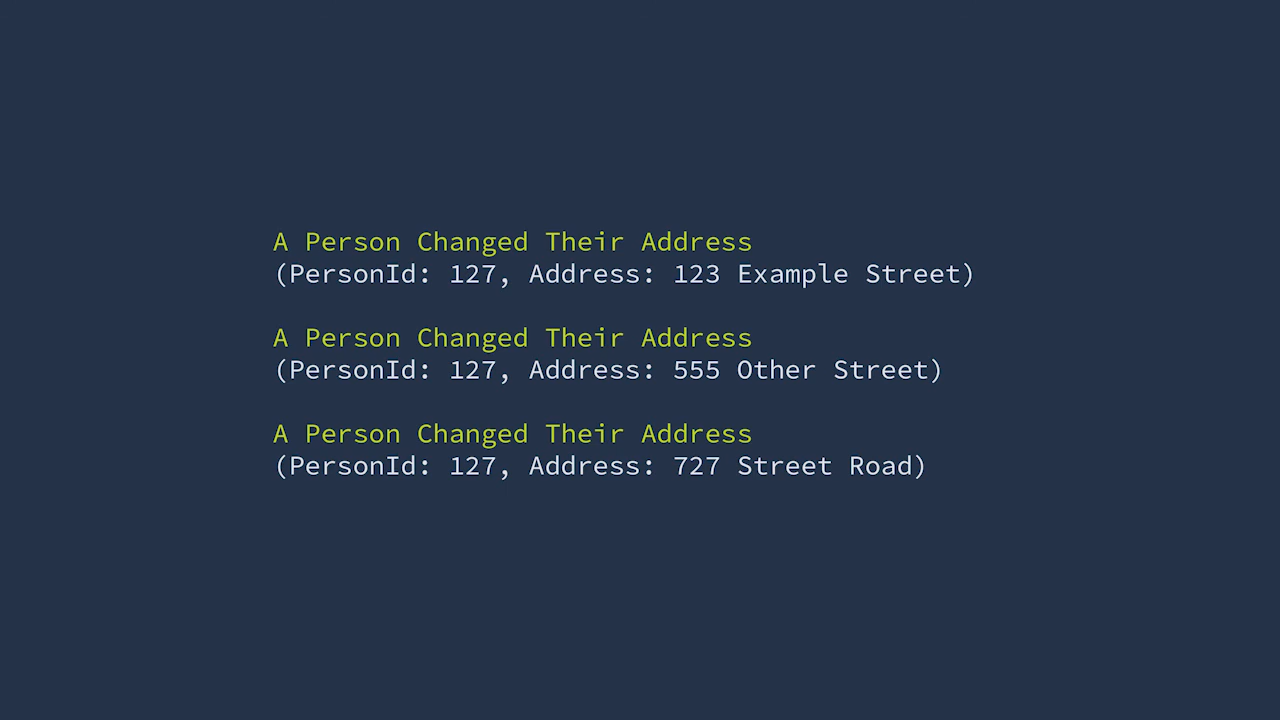 A Person Changed Their Address
(PersonId: 127, Address: 123 Example Street)
A Person Changed Their Address
(PersonId: 127, Address: 555 Other Street)
A Person Changed Their Address
(PersonId: 127, Address: 727 Street Road)